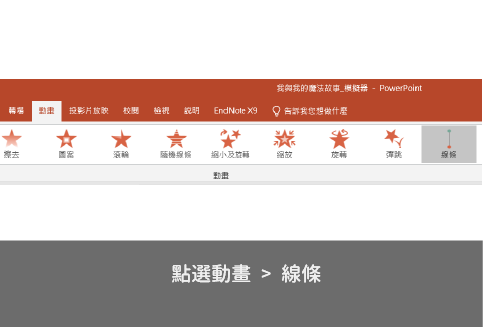 我與我的魔法故事_模擬器 - PowerPoint
轉場 動畫 投影片放映 校閱 檢視 說明 EndNote X9 告訴我您想做什麼
擦去 圖案 滾輪 隨機線條 縮小及旋轉 縮放 旋轉 彈跳 線條
動畫
點選動畫 > 線條